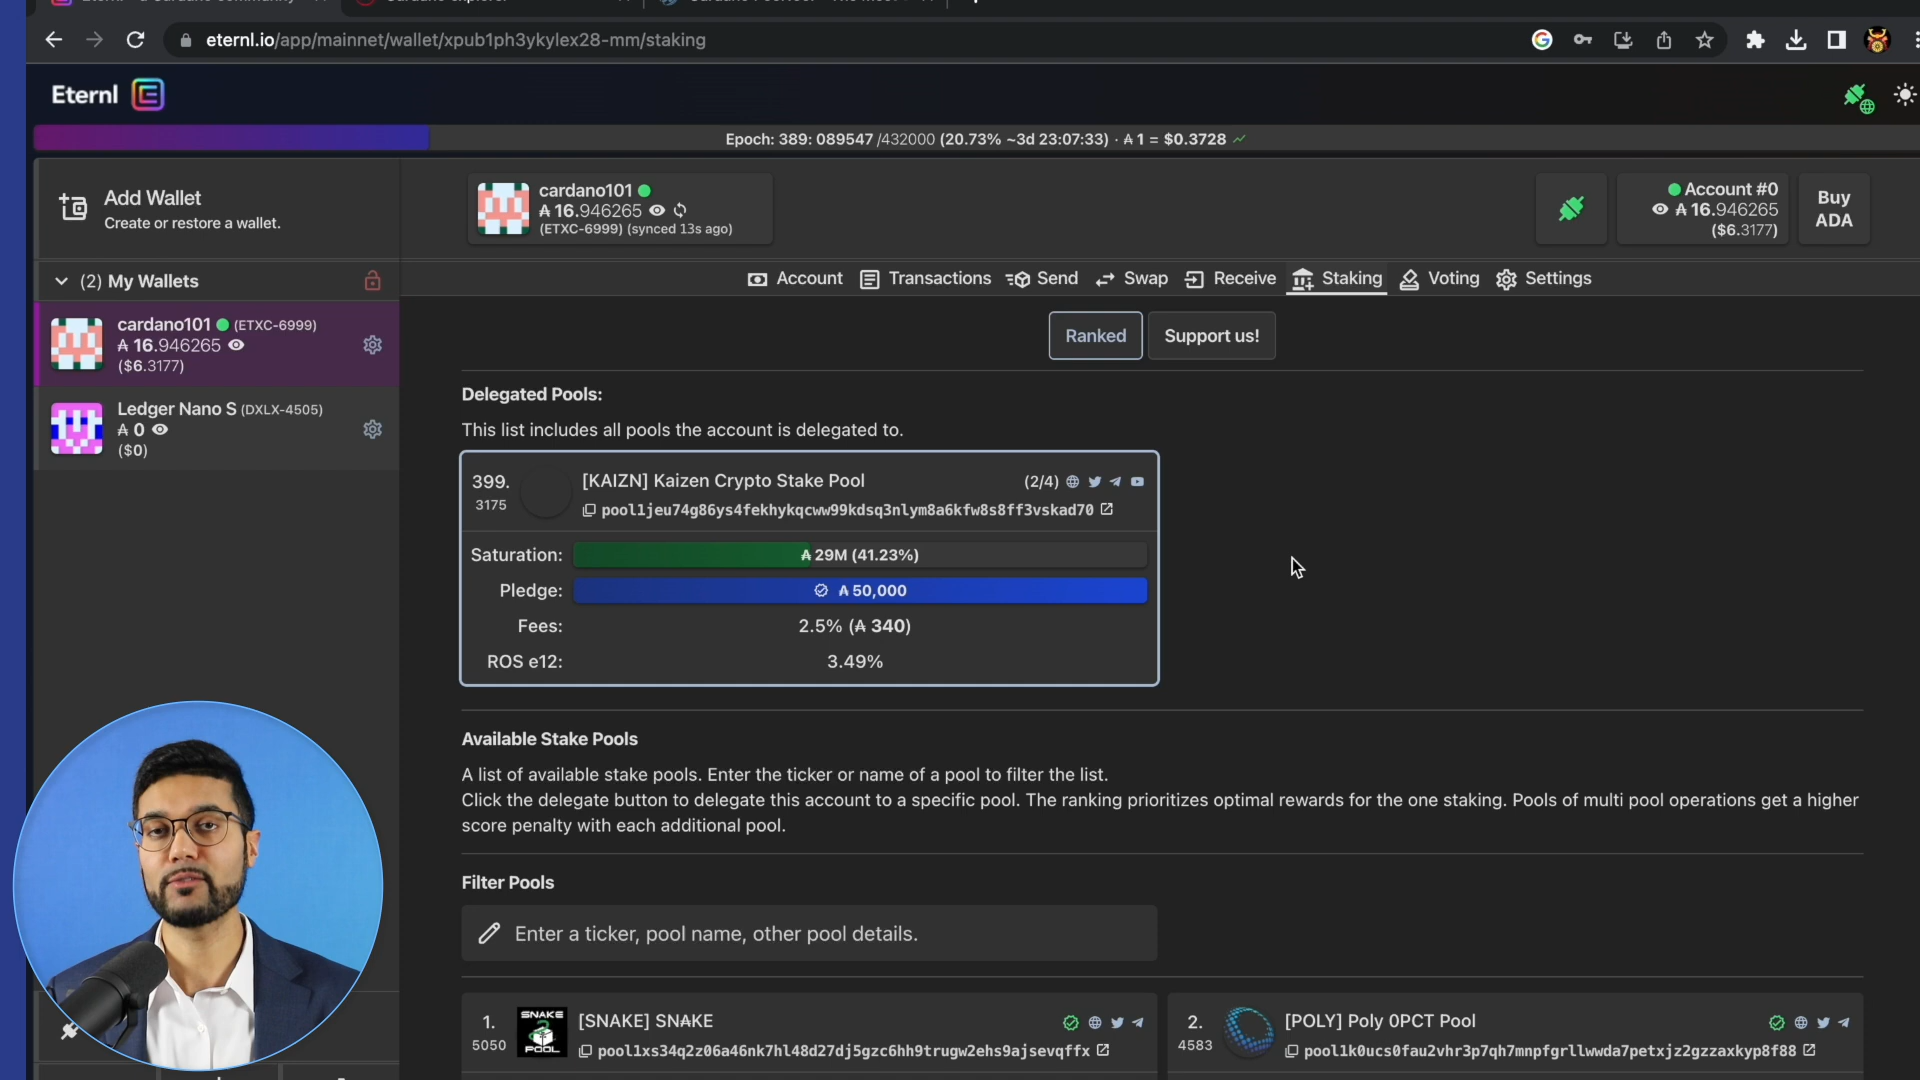 eternl.io/app/mainnet/wallet/xpub1ph3ykylex28-mm/staking
Eternl
Epoch: 389: 089547 /432000 (20.73% ~3d 23:07:33) · ₳ 1 = $0.3728
Add Wallet
Create or restore a wallet.
cardano101
₳ 16.946265
(ETXC-6999) (synced 13s ago)
Account #0
₳ 16.946265
($6.3177)
Buy
ADA
(2) My Wallets
Account
Transactions
Send
Swap
Receive
Staking
Voting
Settings
cardano101 (ETXC-6999)
₳ 16.946265
($6.3177)
Ledger Nano S (DXLX-4505)
₳ 0
($0)
Ranked
Support us!
Delegated Pools:
This list includes all pools the account is delegated to.
399.
3175
[KAIZN] Kaizen Crypto Stake Pool
(2/4)
pool1jeu74g86ys4fekhykqcww99kdsq3nlym8a6kfw8s8ff3vskad70
Saturation: ₳ 29M (41.23%)
Pledge: ₳ 50,000
Fees: 2.5% (₳ 340)
ROS e12: 3.49%
Available Stake Pools
A list of available stake pools. Enter the ticker or name of a pool to filter the list.
Click the delegate button to delegate this account to a specific pool. The ranking prioritizes optimal rewards for the one staking. Pools of multi pool operations get a higher
score penalty with each additional pool.
Filter Pools
Enter a ticker, pool name, other pool details.
1.
5050
SNAKE
POOL
[SNAKE] SN₳KE
pool1xs34q2z06a46nk7hl48d27dj5gzc6hh9trugw2ehs9ajsevqffx
2.
4583
[POLY] Poly 0PCT Pool
pool1k0ucs0fau2vhr3p7qh7mnpfgrllwwda7petxjz2gzzaxkyp8f88